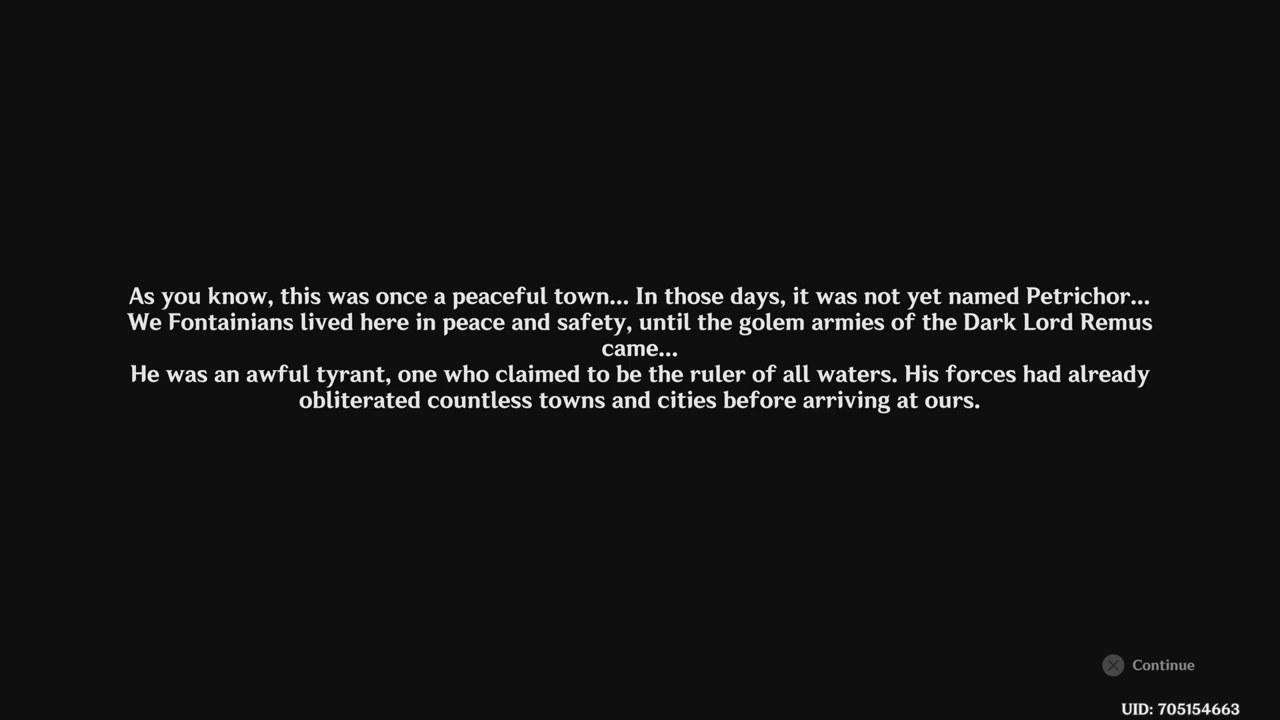 As you know, this was once a peaceful town... In those days, it was not yet named Petrichor...
We Fontainians lived here in peace and safety, until the golem armies of the Dark Lord Remus
came...
He was an awful tyrant, one who claimed to be the ruler of all waters. His forces had already
obliterated countless towns and cities before arriving at ours.
Continue
UID: 705154663